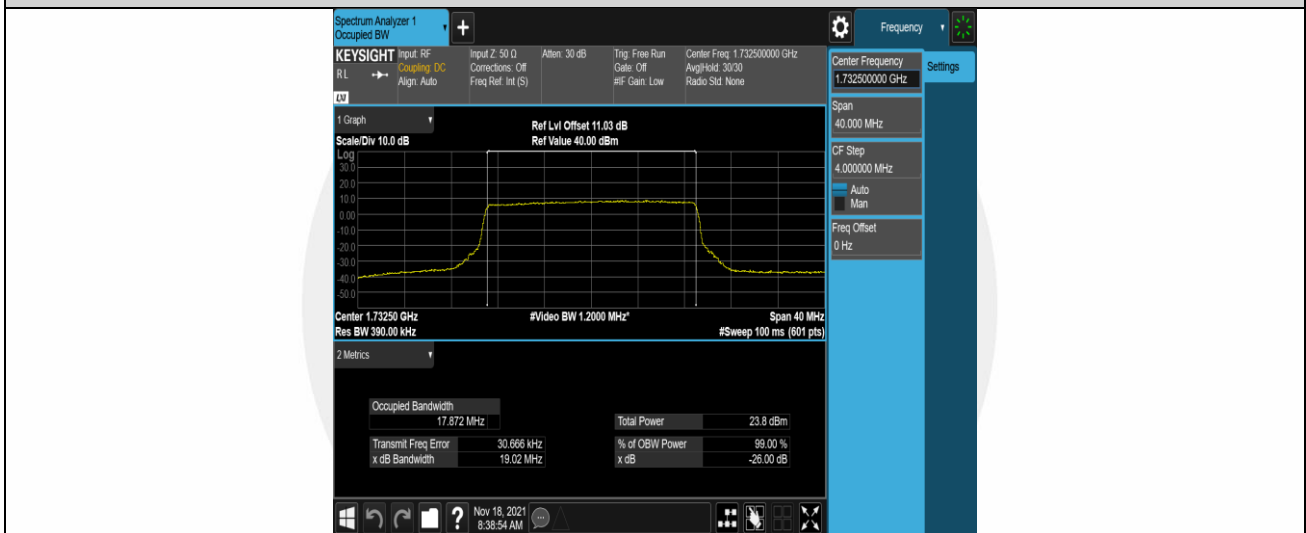 Spectrum Analyzer 1
Occupied BW
+
Frequency
KEYSIGHT
RL
LXI
Input: RF
Coupling: DC
Align: Auto
Input Z: 50 Ω
Corrections: Off
Freq Ref: Int (S)
Atten: 30 dB
Trig: Free Run
Gate: Off
#IF Gain: Low
Center Freq: 1.732500000 GHz
Avg|Hold: 30/30
Radio Std: None
Center Frequency
1.732500000 GHz
Settings
Span
40.000 MHz
CF Step
4.000000 MHz
Auto
Man
Freq Offset
0 Hz
1 Graph
Scale/Div 10.0 dB
Ref Lvl Offset 11.03 dB
Ref Value 40.00 dBm
Log
30.0
20.0
10.0
0.00
-10.0
-20.0
-30.0
-40.0
-50.0
Center 1.73250 GHz
Res BW 390.00 kHz
#Video BW 1.2000 MHz*
Span 40 MHz
#Sweep 100 ms (601 pts)
2 Metrics
Occupied Bandwidth
17.872 MHz
Total Power 23.8 dBm
Transmit Freq Error 30.666 kHz
% of OBW Power 99.00 %
x dB Bandwidth 19.02 MHz
x dB -26.00 dB
?
Nov 18, 2021
8:38:54 AM